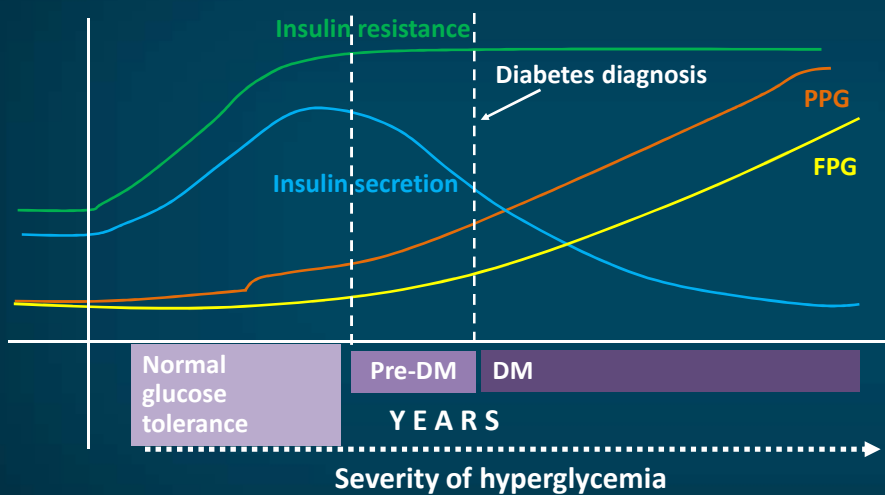 Insulin resistance
Diabetes diagnosis
PPG
FPG
Insulin secretion
Normal
glucose
tolerance
Pre-DM
DM
YEARS
Severity of hyperglycemia